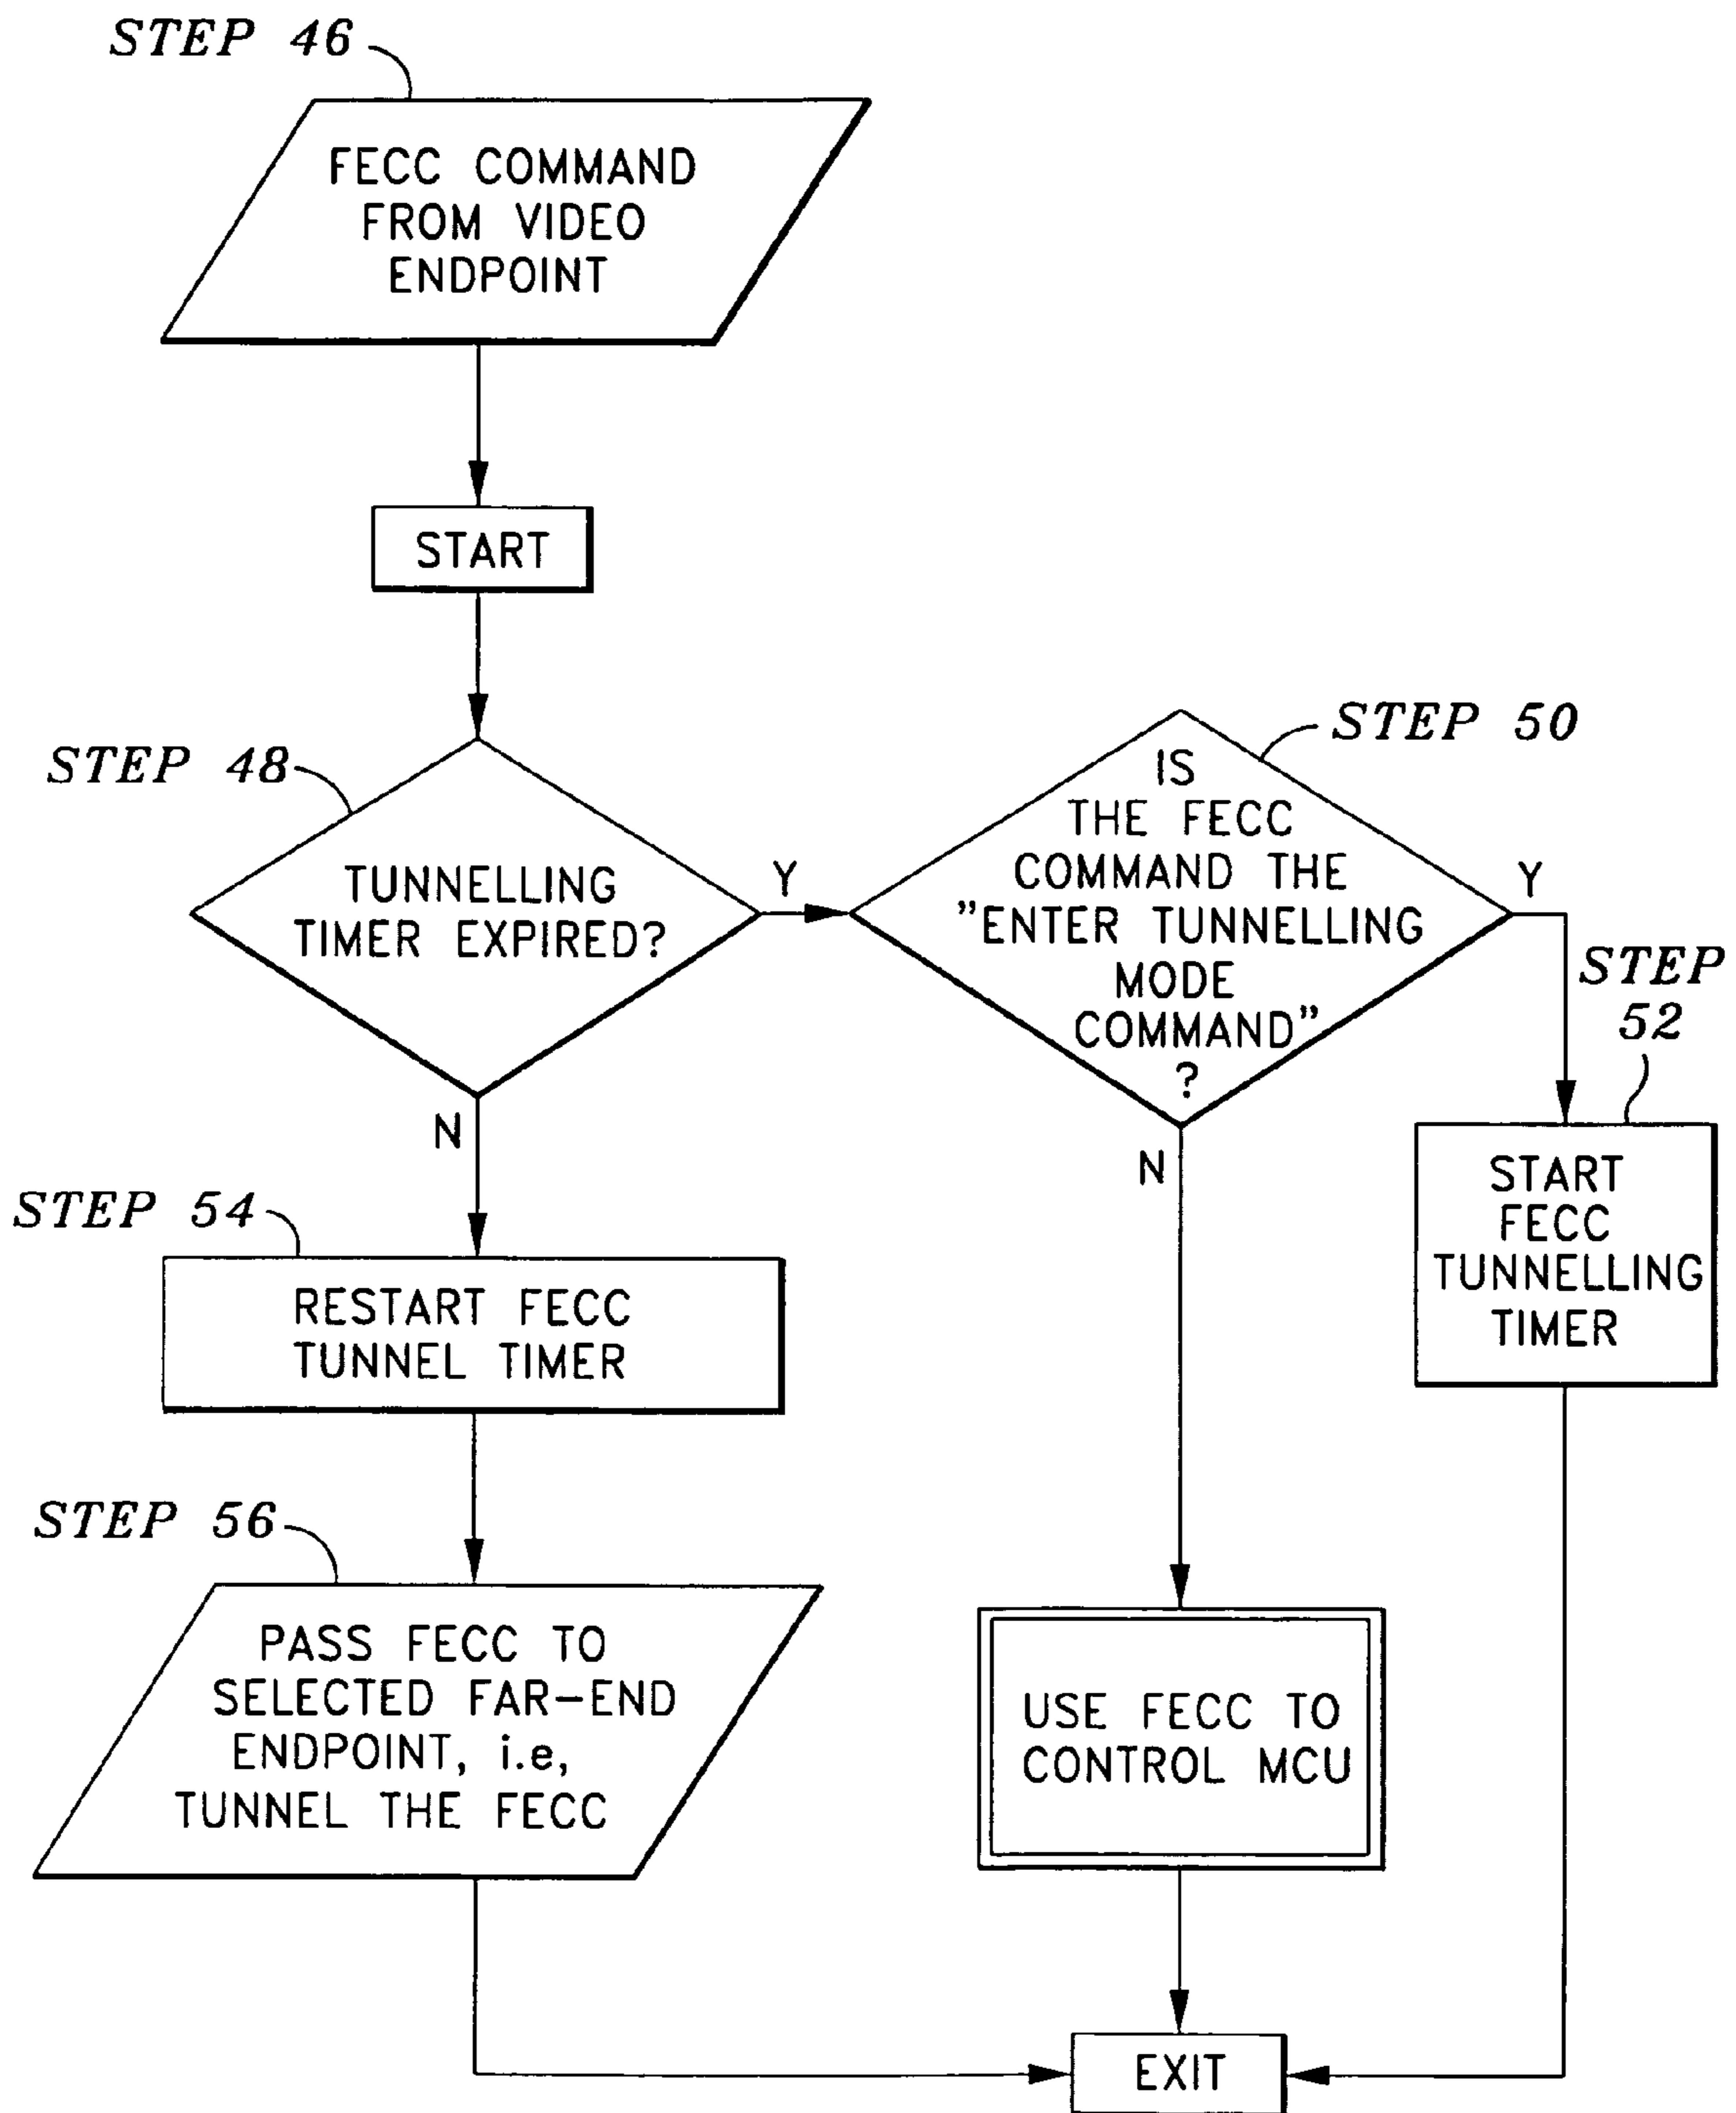 STEP 46
FECC COMMAND
FROM VIDEO
ENDPOINT
START
STEP 48
TUNNELLING
TIMER EXPIRED?
Y
N
STEP 50
IS
THE FECC
COMMAND THE
"ENTER TUNNELLING
MODE
COMMAND"
?
Y
N
STEP
52
START
FECC
TUNNELLING
TIMER
STEP 54
RESTART FECC
TUNNEL TIMER
STEP 56
PASS FECC TO
SELECTED FAR-END
ENDPOINT, i.e,
TUNNEL THE FECC
USE FECC TO
CONTROL MCU
EXIT